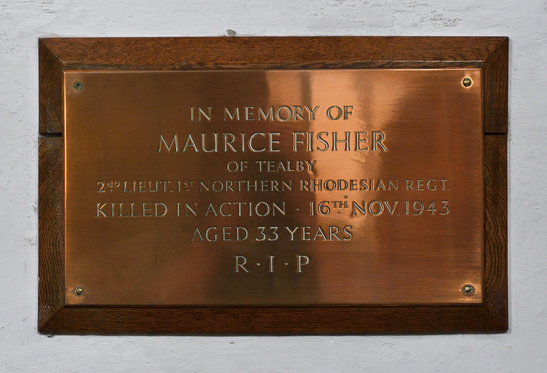 IN MEMORY OF
MAURICE FISHER
OF TEALBY
2ND LIEUT. 1ST NORTHERN RHODESIAN REGT.
KILLED IN ACTION · 16TH NOV. 1943
AGED 33 YEARS
R · I · P